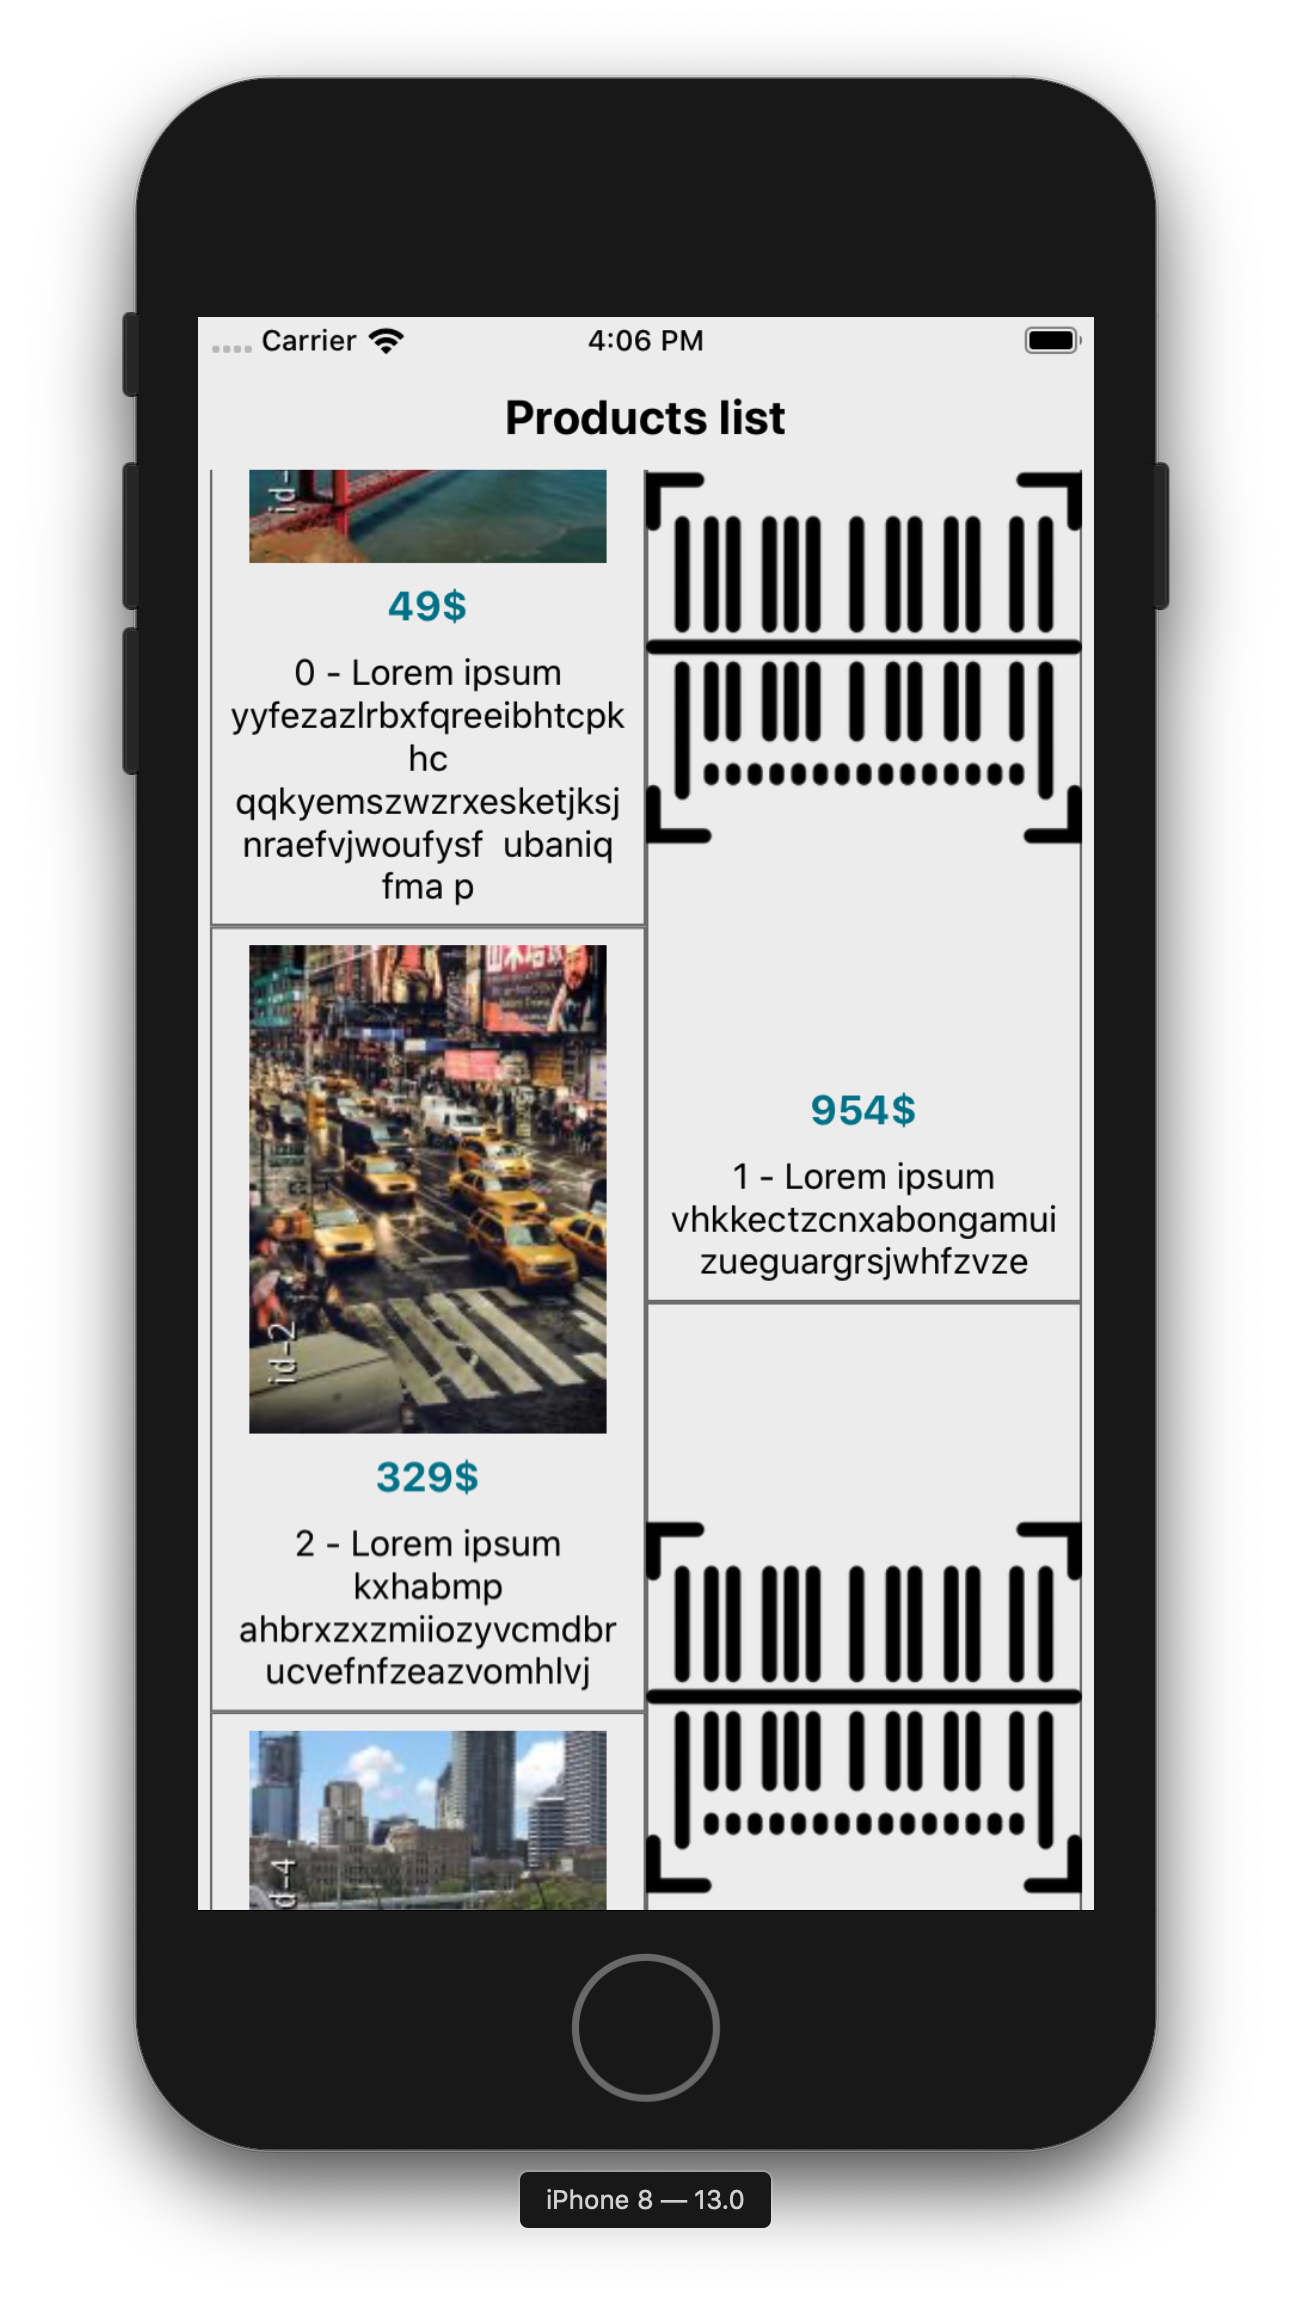 Carrier
4:06 PM
Products list
id-
49$
0 - Lorem ipsum
yyfezazlrbxfqreeibhtcpk
hc
qqkyemszwzrxesketjksj
nraefvjwoufysf  ubaniq
fma p
id-2
329$
2 - Lorem ipsum
kxhabmp
ahbrxzxzmiiozyvcmdbr
ucvefnfzeazvomhlvj
d-4
954$
1 - Lorem ipsum
vhkkectzcnxabongamui
zueguargrsjwhfzvze
iPhone 8 — 13.0